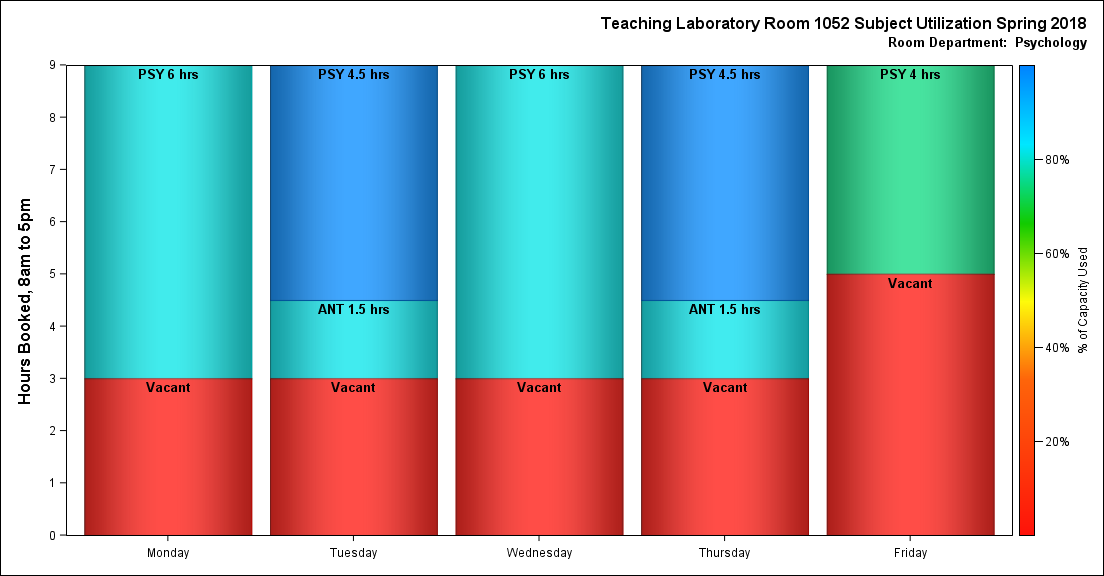 Teaching Laboratory Room 1052 Subject Utilization Spring 2018
Room Department:  Psychology
Hours Booked, 8am to 5pm
9
8
7
6
5
4
3
2
1
0
PSY 6 hrs
Vacant
PSY 4.5 hrs
ANT 1.5 hrs
Vacant
PSY 6 hrs
Vacant
PSY 4.5 hrs
ANT 1.5 hrs
Vacant
PSY 4 hrs
Vacant
Monday
Tuesday
Wednesday
Thursday
Friday
80%
60%
40%
20%
% of Capacity Used